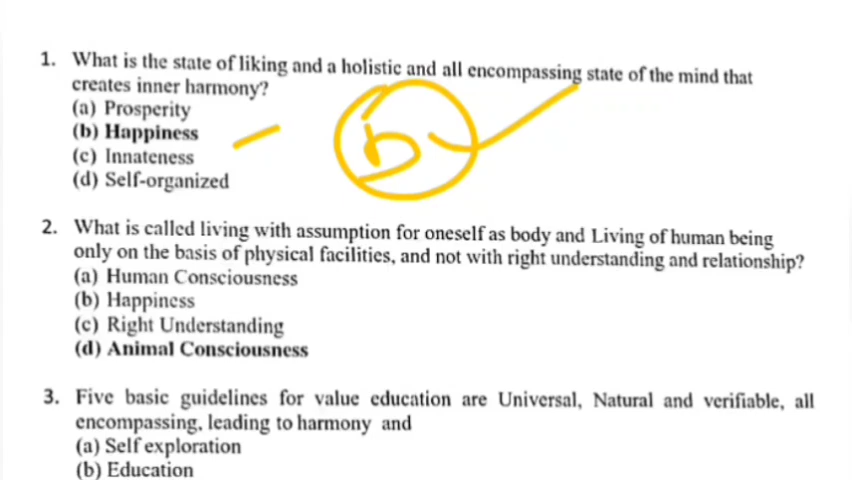 1. What is the state of liking and a holistic and all encompassing state of the mind that
creates inner harmony?
(a) Prosperity
(b) Happiness
b
(c) Innateness
(d) Self-organized
2. What is called living with assumption for oneself as body and Living of human being
only on the basis of physical facilities, and not with right understanding and relationship?
(a) Human Consciousness
(b) Happiness
(c) Right Understanding
(d) Animal Consciousness
3. Five basic guidelines for value education are Universal, Natural and verifiable, all
encompassing, leading to harmony and
(a) Self exploration
(b) Education